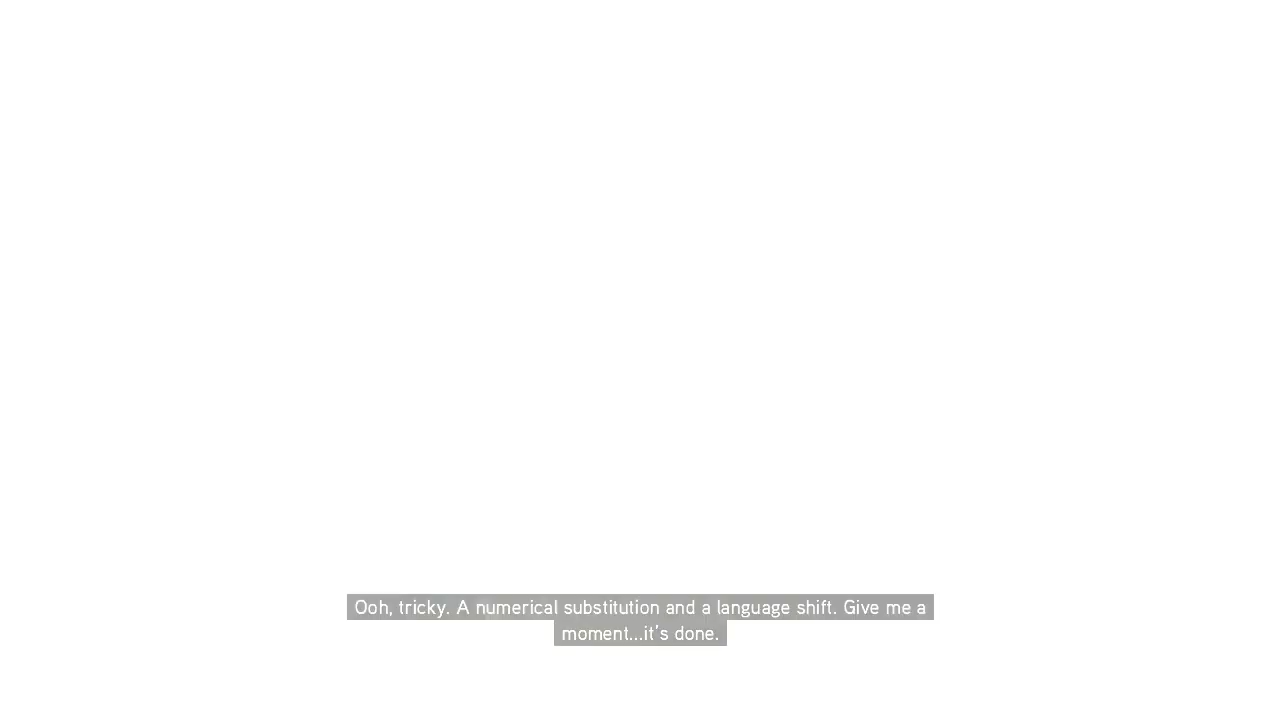 Ooh, tricky. A numerical substitution and a language shift. Give me a
moment...it's done.